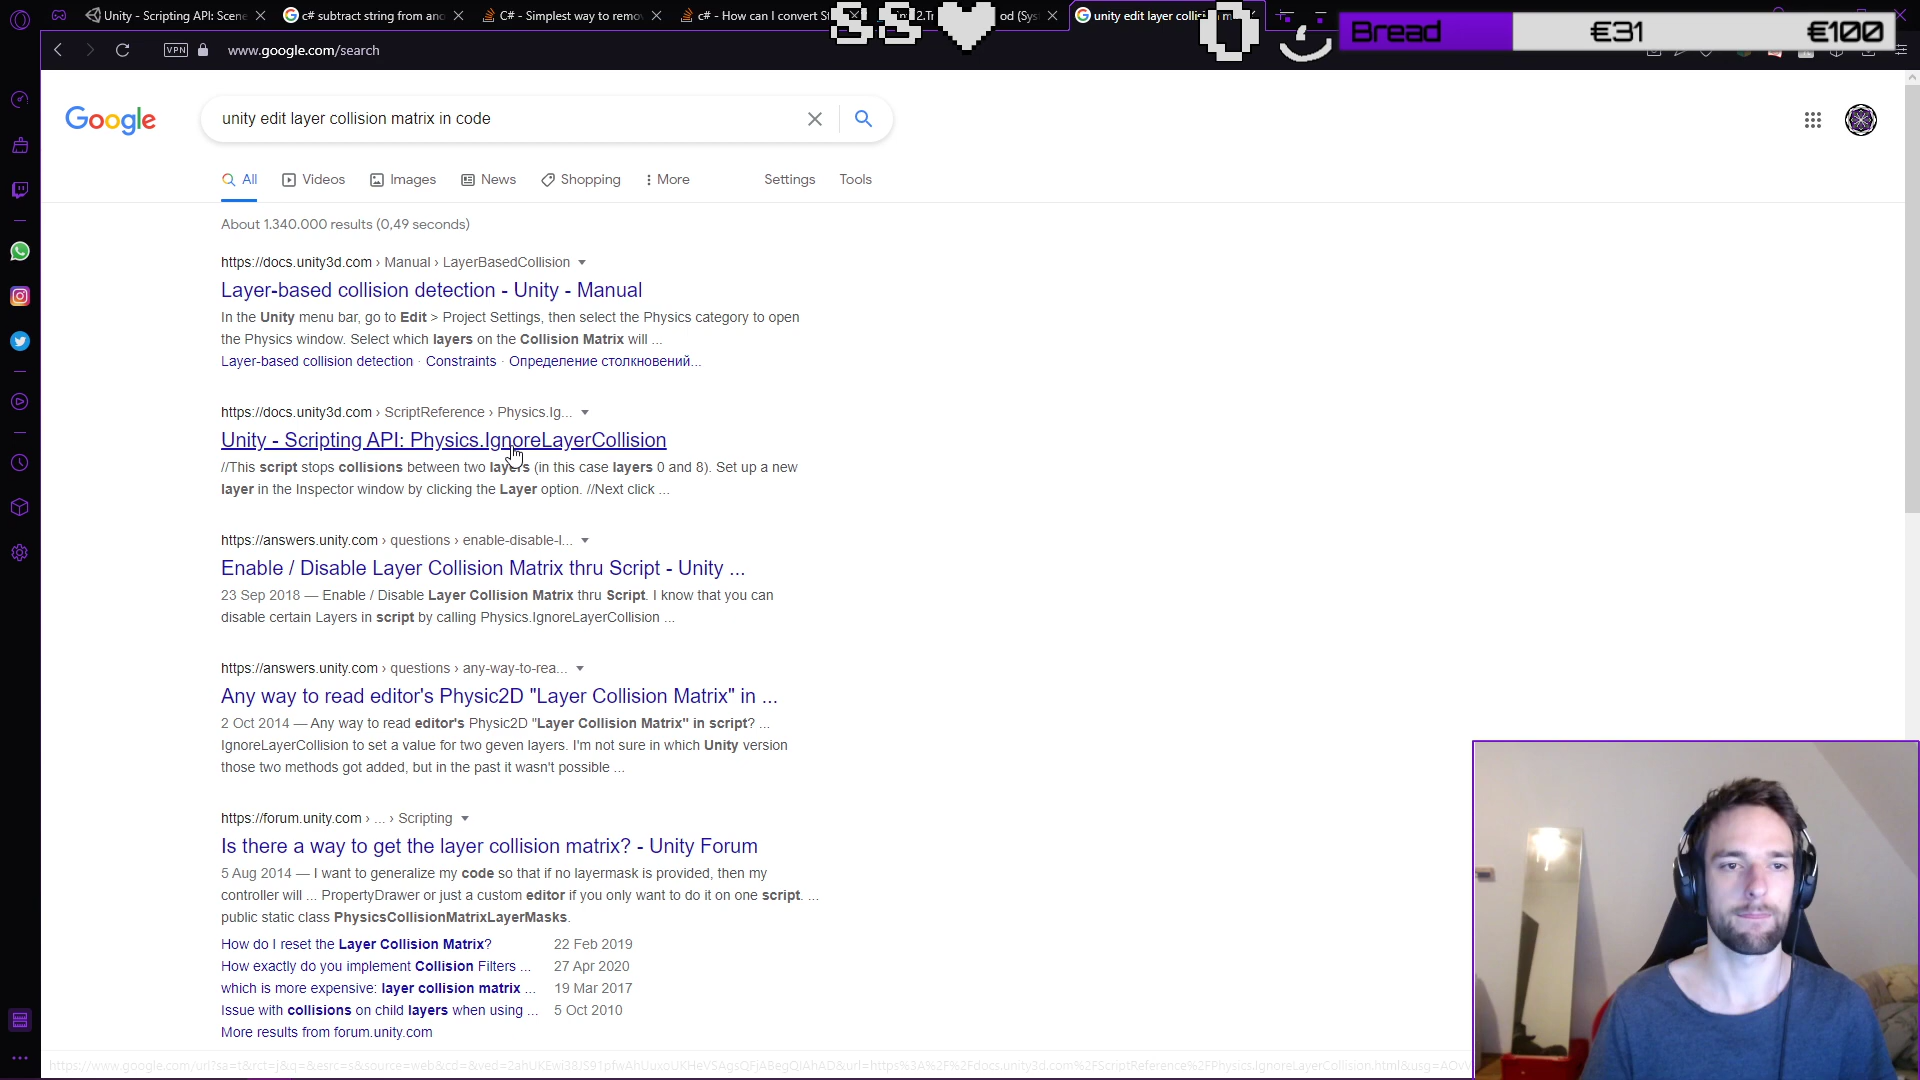 Unity - Scripting API: Scene
c# subtract string from ano
C# - Simplest way to remov
c# - How can I convert St
unity edit layer collisi
SS
0
Bread
€31
€100
VPN
www.google.com/search
Google
unity edit layer collision matrix in code
All
Videos
Images
News
Shopping
More
Settings
Tools
About 1.340.000 results (0,49 seconds)
https://docs.unity3d.com › Manual › LayerBasedCollision
Layer-based collision detection - Unity - Manual
In the Unity menu bar, go to Edit > Project Settings, then select the Physics category to open
the Physics window. Select which layers on the Collision Matrix will ...
Layer-based collision detection · Constraints · Определение столкновений...
https://docs.unity3d.com › ScriptReference › Physics.Ig...
Unity - Scripting API: Physics.IgnoreLayerCollision
//This script stops collisions between two layers (in this case layers 0 and 8). Set up a new
layer in the Inspector window by clicking the Layer option. //Next click ...
https://answers.unity.com › questions › enable-disable-l...
Enable / Disable Layer Collision Matrix thru Script - Unity ...
23 Sep 2018 — Enable / Disable Layer Collision Matrix thru Script. I know that you can
disable certain Layers in script by calling Physics.IgnoreLayerCollision ...
https://answers.unity.com › questions › any-way-to-rea...
Any way to read editor's Physic2D "Layer Collision Matrix" in ...
2 Oct 2014 — Any way to read editor's Physic2D "Layer Collision Matrix" in script? ...
IgnoreLayerCollision to set a value for two geven layers. I'm not sure in which Unity version
those two methods got added, but in the past it wasn't possible ...
https://forum.unity.com › ... › Scripting
Is there a way to get the layer collision matrix? - Unity Forum
5 Aug 2014 — I want to generalize my code so that if no layermask is provided, then my
controller will ... PropertyDrawer or just a custom editor if you only want to do it on one script. ...
public static class PhysicsCollisionMatrixLayerMasks.
How do I reset the Layer Collision Matrix? 22 Feb 2019
How exactly do you implement Collision Filters ... 27 Apr 2020
which is more expensive: layer collision matrix ... 19 Mar 2017
Issue with collisions on child layers when using ... 5 Oct 2010
More results from forum.unity.com